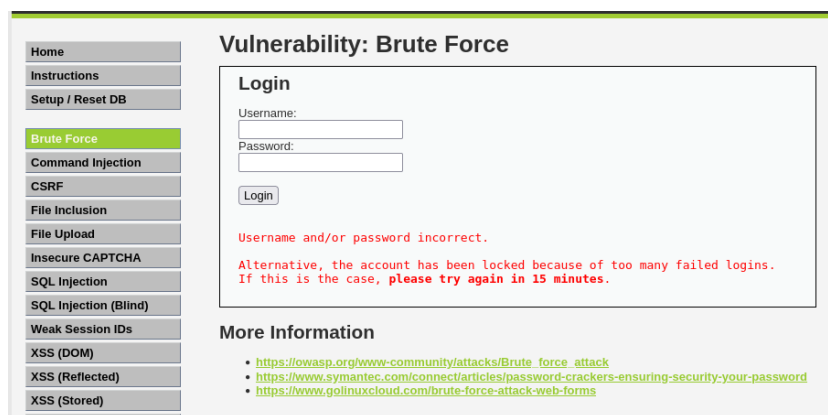 Home
Instructions
Setup / Reset DB
Brute Force
Command Injection
CSRF
File Inclusion
File Upload
Insecure CAPTCHA
SQL Injection
SQL Injection (Blind)
Weak Session IDs
XSS (DOM)
XSS (Reflected)
XSS (Stored)
Vulnerability: Brute Force
Login
Username:
Password:
Login
Username and/or password incorrect.
Alternative, the account has been locked because of too many failed logins.
If this is the case, please try again in 15 minutes.
More Information
https://owasp.org/www-community/attacks/Brute_force_attack
https://www.symantec.com/connect/articles/password-crackers-ensuring-security-your-password
https://www.golinuxcloud.com/brute-force-attack-web-forms